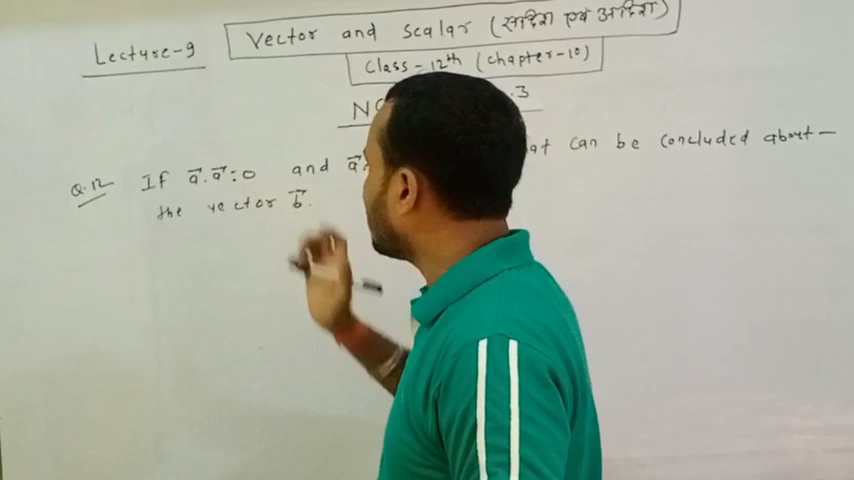 Lecture-9
Vector and scalar (सदिश एवं अदिश)
Class-12th (Chapter-10)
.3
Q.12 If a⃗.a⃗=0 and a⃗ can be concluded about-
the vector b⃗.